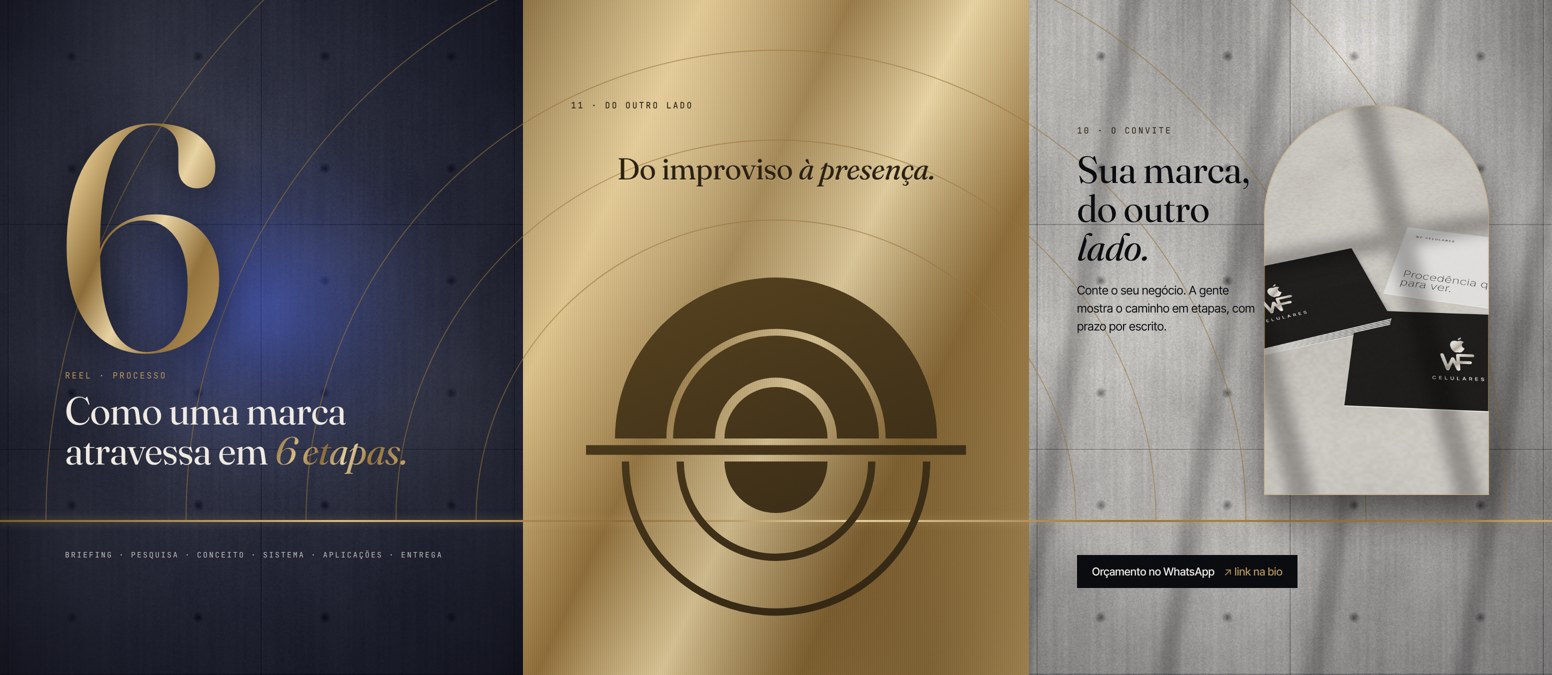 6
REEL · PROCESSO
Como uma marca
atravessa em 6 etapas.
BRIEFING · PESQUISA · CONCEITO · SISTEMA · APLICAÇÕES · ENTREGA
11 · DO OUTRO LADO
Do improviso à presença.
10 · O CONVITE
Sua marca,
do outro
lado.
Conte o seu negócio. A gente
mostra o caminho em etapas, com
prazo por escrito.
WF CELULARES
Procedência q
para ver.
WF
ELULARES
WF
CELULARES
Orçamento no WhatsApp ↗ link na bio